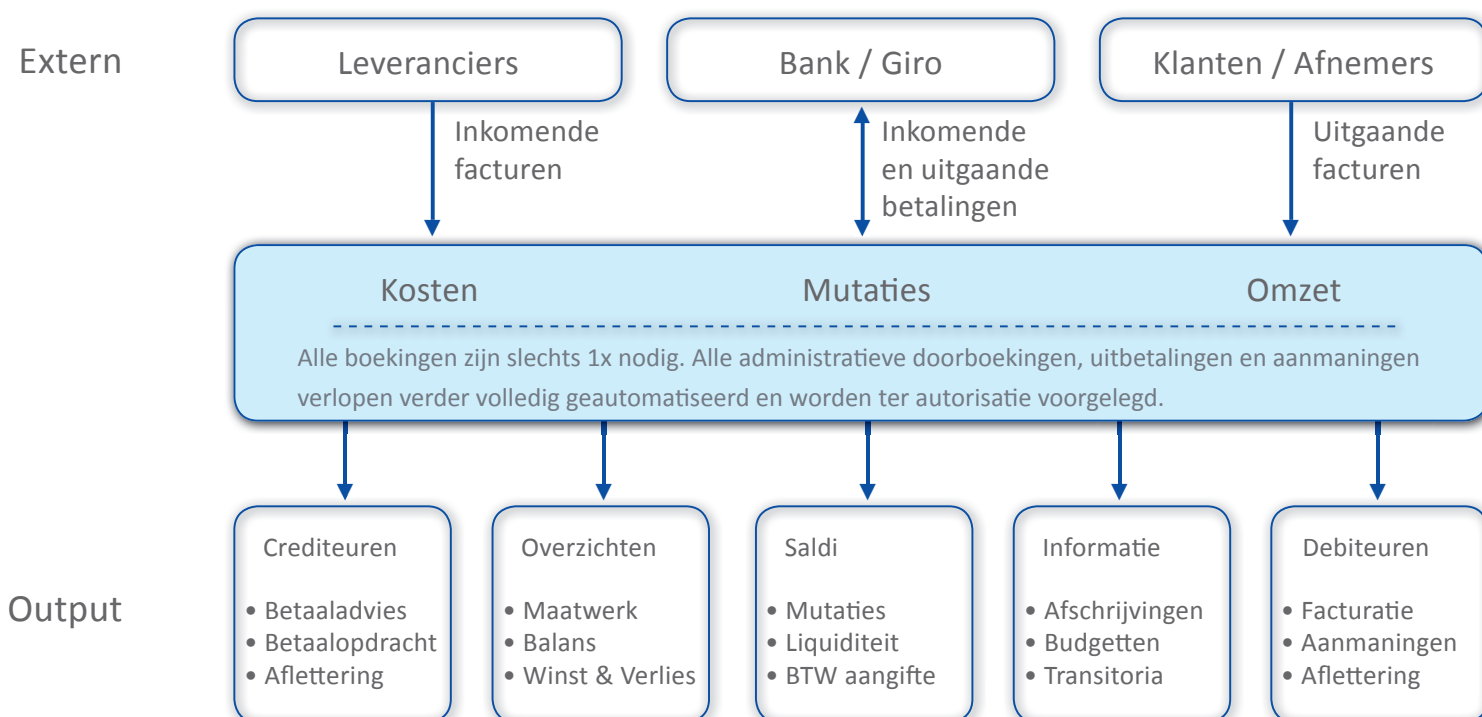 Extern
Leveranciers
Bank / Giro
Klanten / Afnemers
Inkomende
facturen
Inkomende
en uitgaande
betalingen
Uitgaande
facturen
Kosten
Mutaties
Omzet
Alle boekingen zijn slechts 1x nodig. Alle administratieve doorboekingen, uitbetalingen en aanmaningen
verlopen verder volledig geautomatiseerd en worden ter autorisatie voorgelegd.
Output
Crediteuren
• Betaaladvies
• Betaalopdracht
• Aflettering
Overzichten
• Maatwerk
• Balans
• Winst & Verlies
Saldi
• Mutaties
• Liquiditeit
• BTW aangifte
Informatie
• Afschrijvingen
• Budgetten
• Transitoria
Debiteuren
• Facturatie
• Aanmaningen
• Aflettering